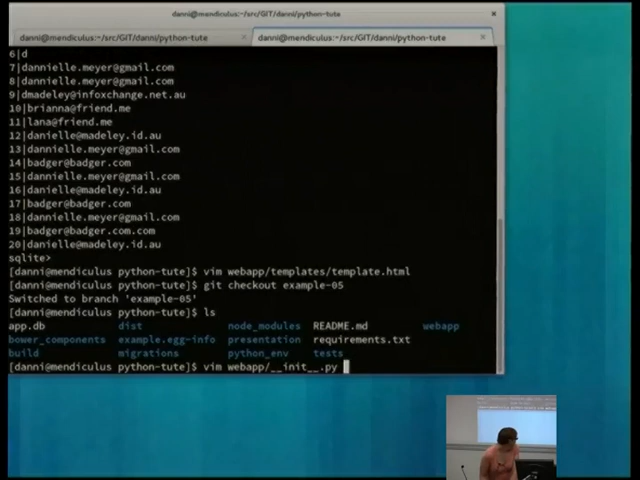 danni@mendiculus:~/src/GIT/danni/python-tute
danni@mendiculus:~/src/GIT/danni/python-tute
danni@mendiculus:~/src/GIT/danni/python-tute
6|d
7|dannielle.meyer@gmail.com
8|dannielle.meyer@gmail.com
9|dmadeley@infoxchange.net.au
10|brianna@friend.me
11|lana@friend.me
12|danielle@madeley.id.au
13|dannielle.meyer@gmail.com
14|badger@badger.com
15|dannielle.meyer@gmail.com
16|danielle@madeley.id.au
17|badger@badger.com
18|dannielle.meyer@gmail.com
19|badger@badger.com.com
20|danielle@madeley.id.au
sqlite>
[danni@mendiculus python-tute]$ vim webapp/templates/template.html
[danni@mendiculus python-tute]$ git checkout example-05
Switched to branch 'example-05'
[danni@mendiculus python-tute]$ ls
app.db dist node_modules README.md webapp
bower_components example.egg-info presentation requirements.txt
build migrations python_env tests
[danni@mendiculus python-tute]$ vim webapp/__init__.py